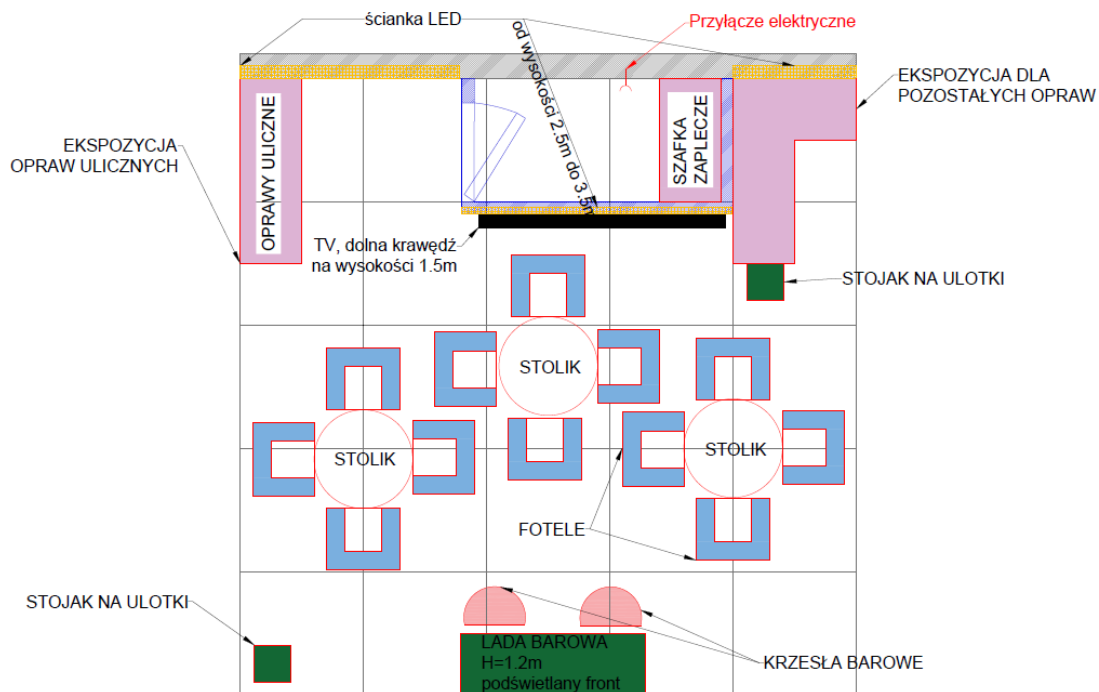 ścianka LED
Przyłącze elektryczne
od wysokości 2.5m do 3.5m
EKSPOZYCJA DLA
POZOSTAŁYCH OPRAW
EKSPOZYCJA
OPRAW ULICZNYCH
OPRAWY ULICZNE
SZAFKA
ZAPLECZE
TV, dolna krawędź
na wysokości 1.5m
STOJAK NA ULOTKI
STOLIK
STOLIK
STOLIK
FOTELE
STOJAK NA ULOTKI
LADA BAROWA
H=1.2m
podświetlany front
KRZESŁA BAROWE